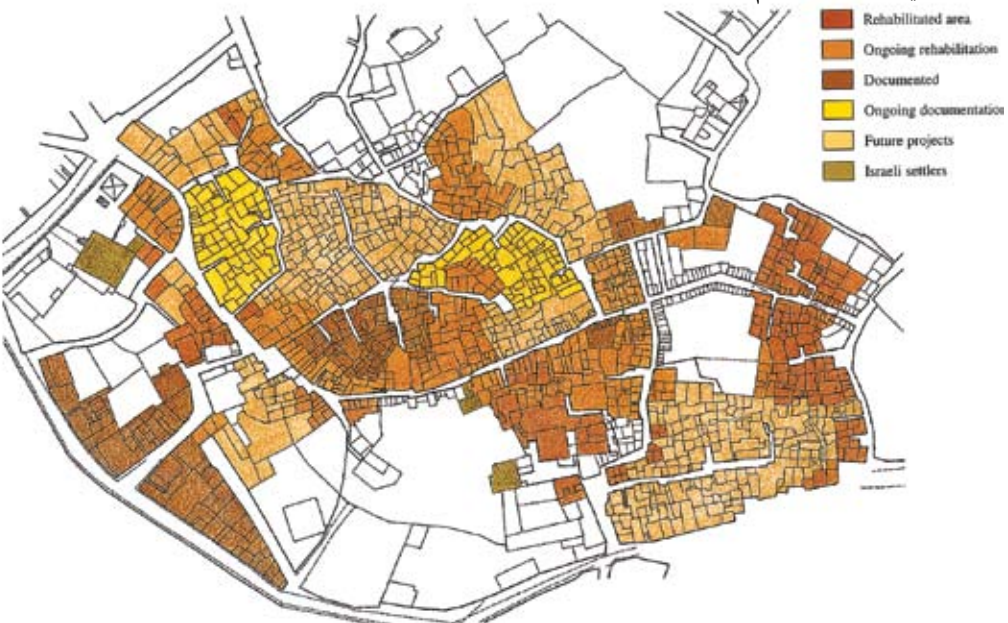 Rehabilitated area
Ongoing rehabilitation
Documented
Ongoing documentation
Future projects
Israeli settlers